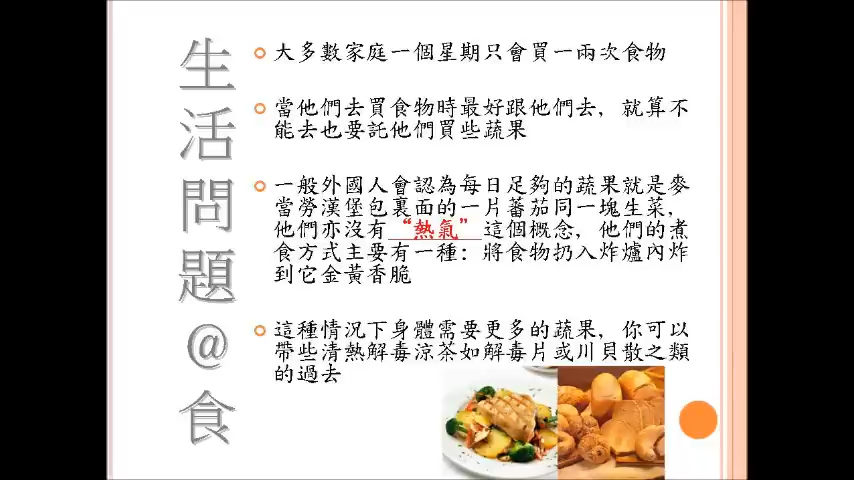 生活問題@食
大多數家庭一個星期只會買一兩次食物
當他們去買食物時最好跟他們去，就算不
能去也要託他們買些蔬果
一般外國人會認為每日足夠的蔬果就是麥
當勞漢堡包裏面的一片蕃茄同一塊生菜，
他們亦沒有“熱氣”這個概念，他們的煮
食方式主要有一種：將食物扔入炸爐內炸
到它金黃香脆
這種情況下身體需要更多的蔬果，你可以
帶些清熱解毒涼茶如解毒片或川貝散之類
的過去